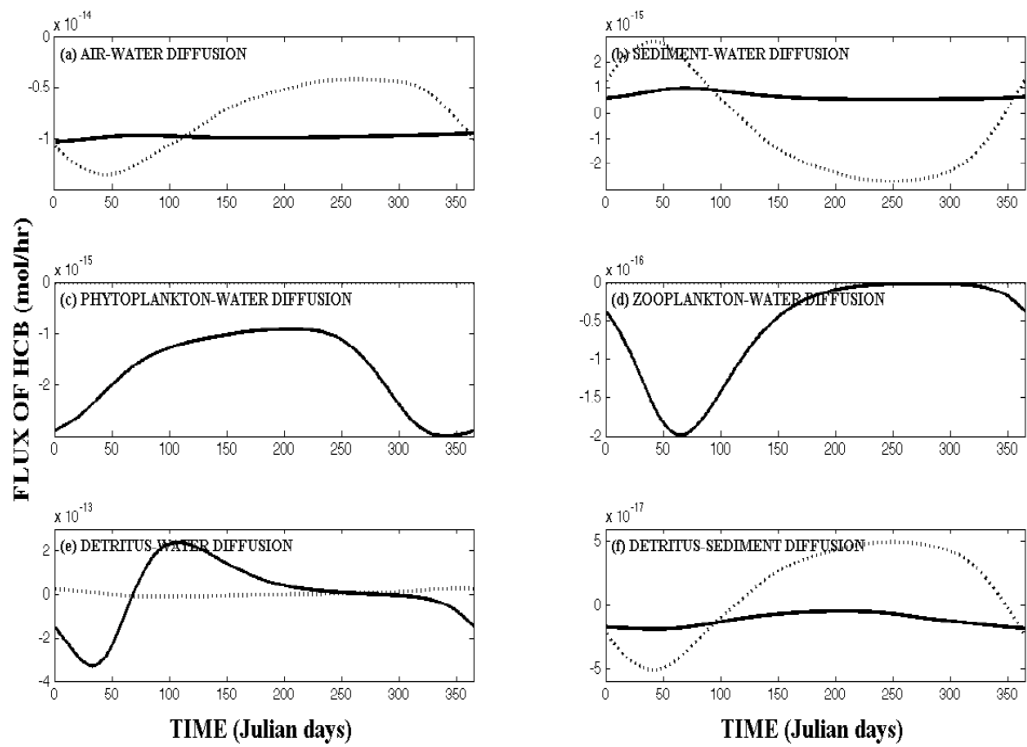 x 10^-14
0
-0.5
-1
(a) AIR-WATER DIFFUSION
0 50 100 150 200 250 300 350
x 10^-15
2
1
0
-1
-2
(b) SEDIMENT-WATER DIFFUSION
0 50 100 150 200 250 300 350
FLUX OF HCB (mol/hr)
x 10^-15
0
-1
-2
(c) PHYTOPLANKTON-WATER DIFFUSION
0 50 100 150 200 250 300 350
x 10^-16
0
-0.5
-1
-1.5
-2
(d) ZOOPLANKTON-WATER DIFFUSION
0 50 100 150 200 250 300 350
x 10^-13
2
0
-2
-4
(e) DETRITUS-WATER DIFFUSION
0 50 100 150 200 250 300 350
TIME (Julian days)
x 10^-17
5
0
-5
(f) DETRITUS-SEDIMENT DIFFUSION
0 50 100 150 200 250 300 350
TIME (Julian days)